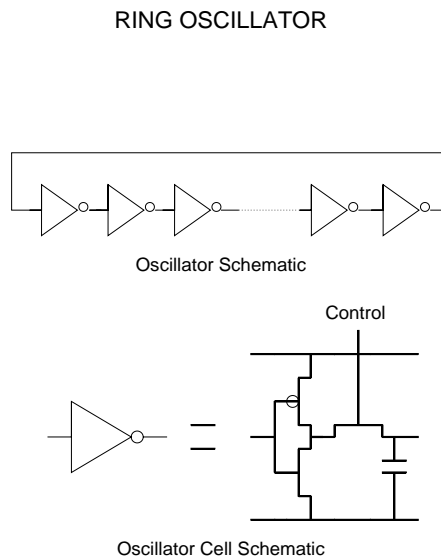 RING OSCILLATOR
Oscillator Schematic
Control
Oscillator Cell Schematic